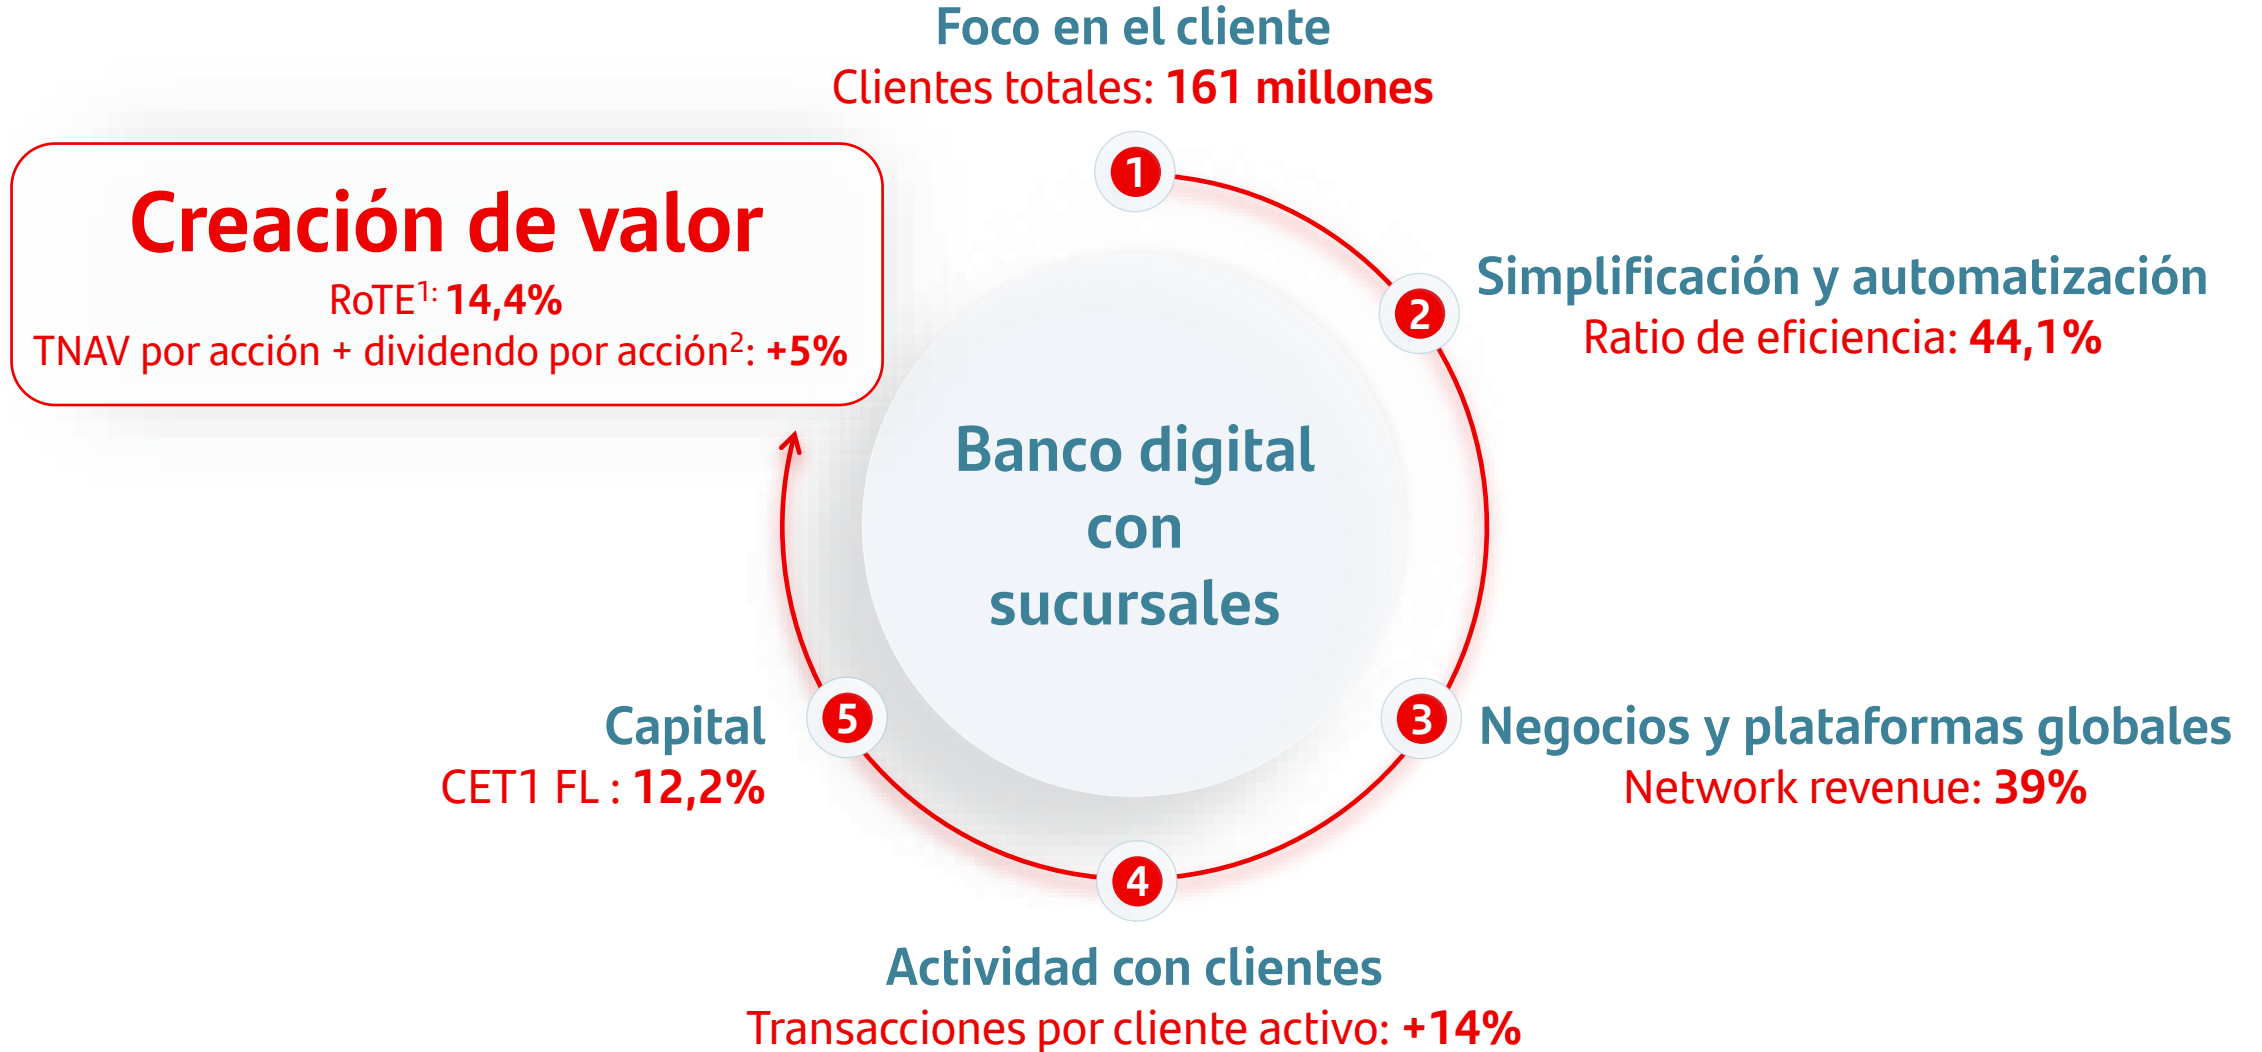 Foco en el cliente
Clientes totales: 161 millones
Creación de valor
RoTE¹: 14,4%
TNAV por acción + dividendo por acción²: +5%
1
Simplificación y automatización
Ratio de eficiencia: 44,1%
2
Banco digital
con
sucursales
3
Negocios y plataformas globales
Network revenue: 39%
Capital
CET1 FL : 12,2%
5
4
Actividad con clientes
Transacciones por cliente activo: +14%